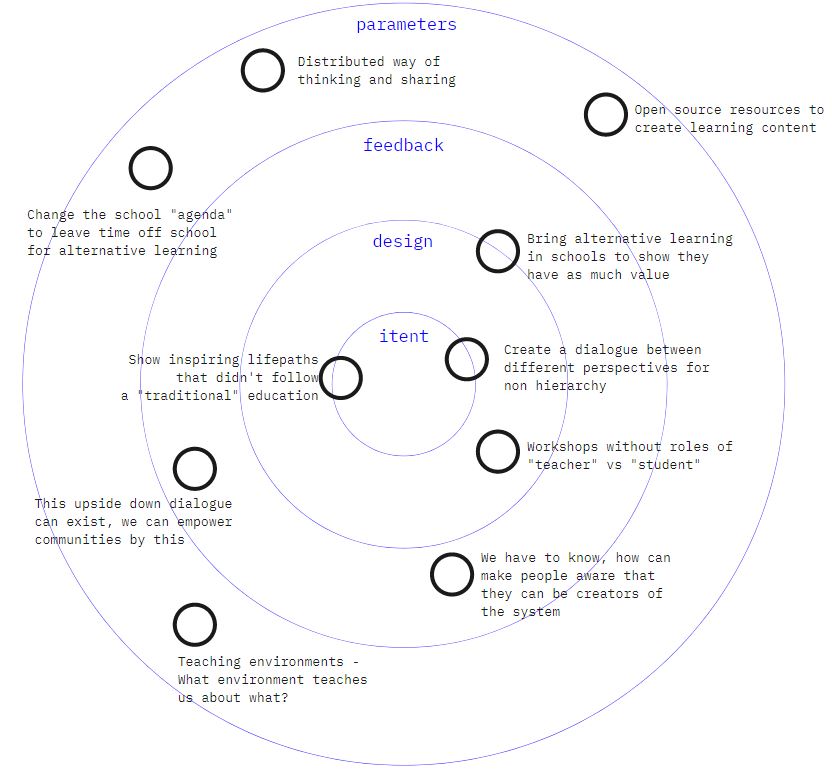 parameters
Distributed way of
thinking and sharing
Open source resources to
create learning content
feedback
Change the school "agenda"
to leave time off school
for alternative learning
design
Bring alternative learning
in schools to show they
have as much value
itent
Show inspiring lifepaths
that didn't follow
a "traditional" education
Create a dialogue between
different perspectives for
non hierarchy
Workshops without roles of
"teacher" vs "student"
This upside down dialogue
can exist, we can empower
communities by this
We have to know, how can
make people aware that
they can be creators of
the system
Teaching environments -
What environment teaches
us about what?